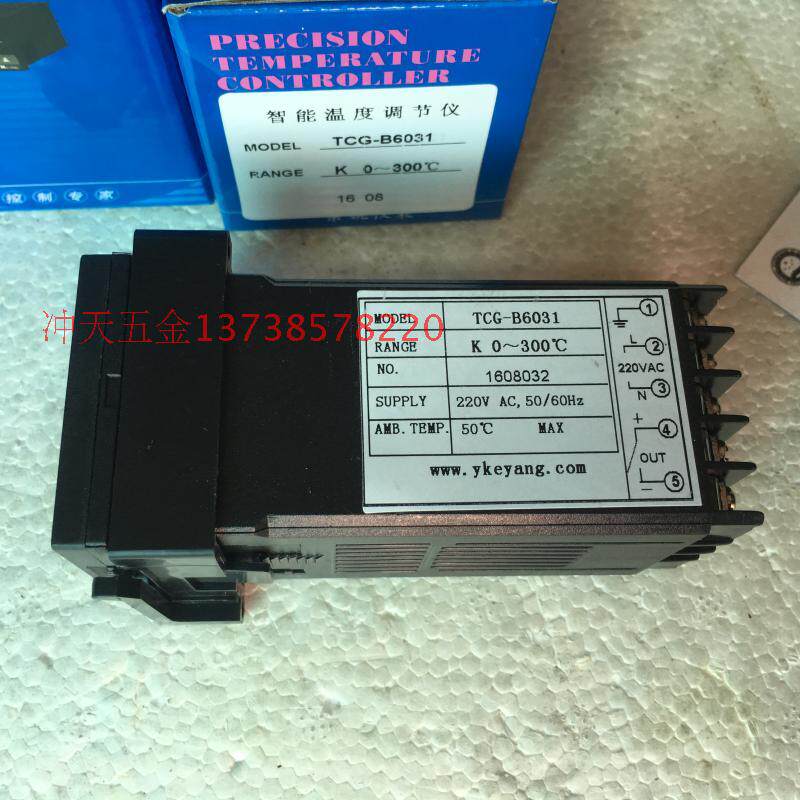 PRECISION
TEMPERATURE
CONTROLLER
智能温度调节仪
MODEL TCG-B6031
RANGE K 0~300℃
16 08
控制专家
冲天五金13738578220
MODEL TCG-B6031
RANGE K 0~300℃
NO. 1608032
SUPPLY 220V AC, 50/60Hz
AMB. TEMP. 50℃ MAX
www.ykeyang.com
1
L 2
220VAC
N 3
+ 4
OUT
- 5